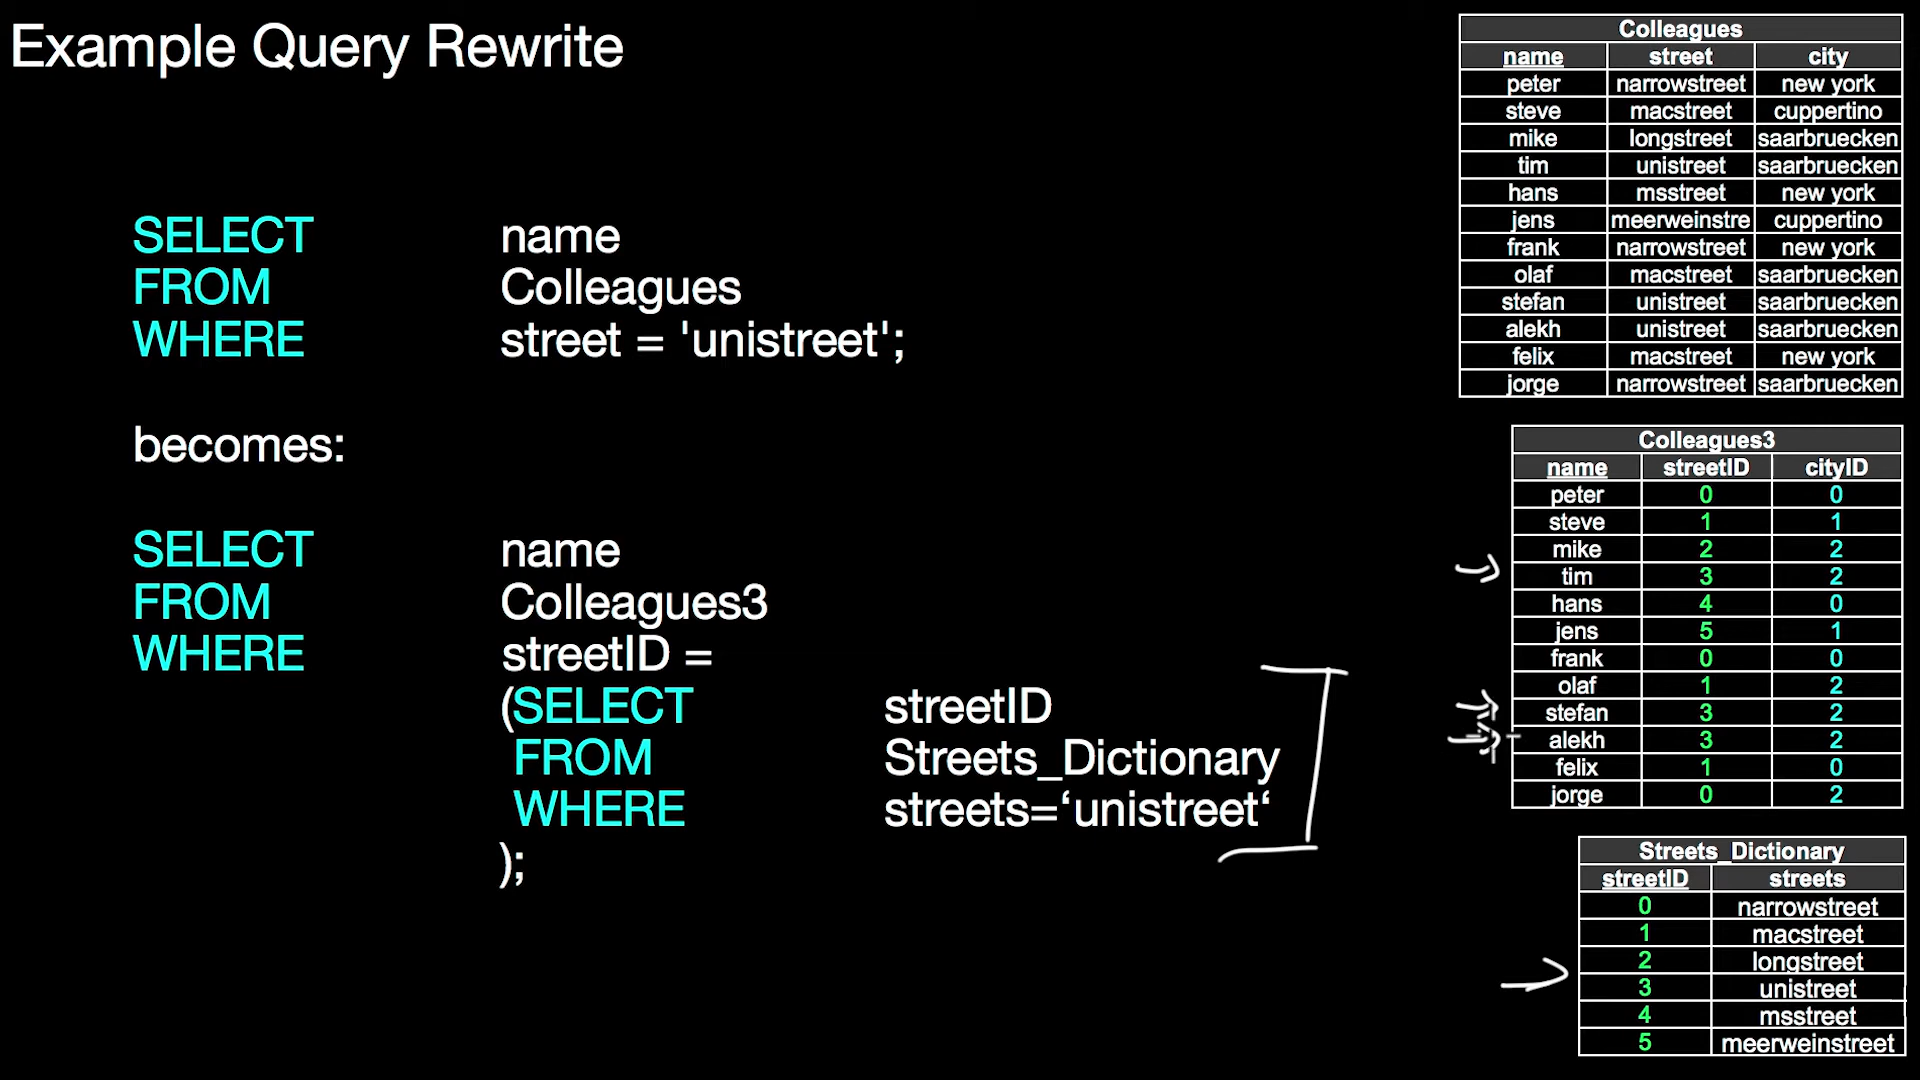 Example Query Rewrite
SELECT name
FROM Colleagues
WHERE street = 'unistreet';
becomes:
SELECT name
FROM Colleagues3
WHERE streetID =
(SELECT streetID
FROM Streets_Dictionary
WHERE streets=‘unistreet‘
);
Colleagues
name street city
peter narrowstreet new york
steve macstreet cuppertino
mike longstreet saarbruecken
tim unistreet saarbruecken
hans msstreet new york
jens meerweinstre cuppertino
frank narrowstreet new york
olaf macstreet saarbruecken
stefan unistreet saarbruecken
alekh unistreet saarbruecken
felix macstreet new york
jorge narrowstreet saarbruecken
Colleagues3
name streetID cityID
peter 0 0
steve 1 1
mike 2 2
tim 3 2
hans 4 0
jens 5 1
frank 0 0
olaf 1 2
stefan 3 2
alekh 3 2
felix 1 0
jorge 0 2
Streets_Dictionary
streetID streets
0 narrowstreet
1 macstreet
2 longstreet
3 unistreet
4 msstreet
5 meerweinstreet